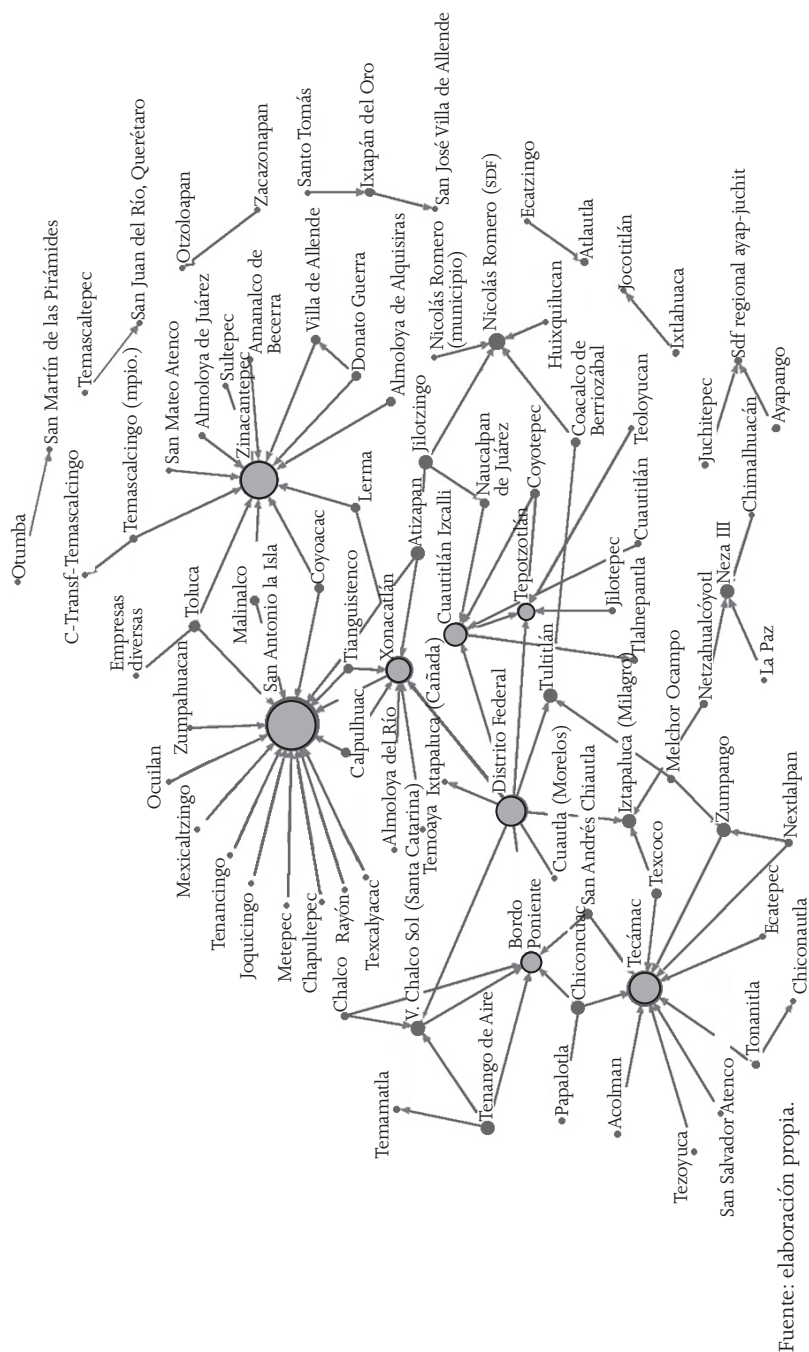 Otumba
San Martín de las Pirámides
C-Transf-Temascalcingo
Temascaltepec
Empresas
diversas
Temascalcingo (mpio.)
San Juan del Río, Querétaro
Ocuilan
San Mateo Atenco
Zumpahuacan
Mexicaltzingo
Toluca
Otzoloapan
Almoloya de Juárez
Tenancingo
Sultepec
Malinalco
Zinacantepec
Joquicingo
Amanalco de
Becerra
Zacazonapan
San Antonio la Isla
Metepec
Santo Tomás
Chapultepec
Villa de Allende
Coyoacac
Chalco
Rayón
Tianguistenco
Calpulhuac
Donato Guerra
Lerma
Texcalyacac
Ixtapán del Oro
Temamatla
Xonacatlán
Almoloya del Río
Almoloya de Alquisiras
V. Chalco Sol (Santa Catarina)
Atizapan
Jilotzingo
Temoaya
Ixtapaluca (Cañada)
San José Villa de Allende
Nicolás Romero
(municipio)
Cuautitlán Izcalli
Tenango de Aire
Naucalpan
de Juárez
Nicolás Romero (SDF)
Distrito Federal
Bordo
Poniente
Tepotzotlán
Ecatzingo
Coyotepec
Tultitlán
Huixquilucan
Cuautla (Morelos)
Papalotla
Chiconcuac
Coacalco de
Berriozábal
San Andrés Chiautla
Atlautla
Jilotepec
Acolman
Iztapaluca (Milagro)
Jocotitlán
Tecámac
Tlalnepantla
Cuautitlán
Teoloyucan
Texcoco
Melchor Ocampo
Ixtlahuaca
Tezoyuca
Netzahualcóyotl
Juchitepec
San Salvador Atenco
Zumpango
Neza III
Sdf regional ayap-juchit
Tonanitla
Ecatepec
Chimalhuacán
La Paz
Ayapango
Nextlalpan
Chiconautla
Fuente: elaboración propia.